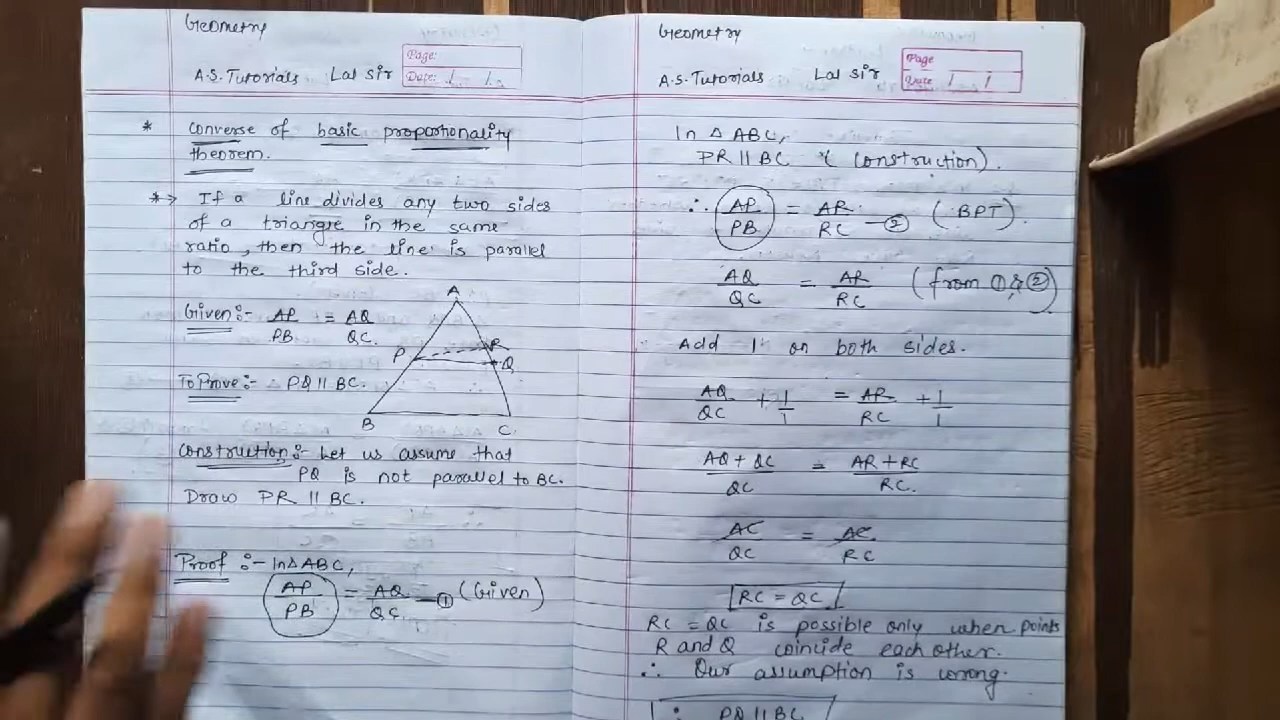 Geometry
A.S. Tutorials Lal sir
Page:
Date: / /
* Converse of basic proportionality
theorem.
*→ If a line divides any two sides
of a triangle in the same
ratio, then the line is parallel
to the third side.
Given :- AP/PB = AQ/QC.
To Prove :- PQ || BC.
A
P
R
Q
B
C
Construction :- Let us assume that
PQ is not parallel to BC.
Draw PR || BC.
Proof :- In △ ABC,
AP/PB = AQ/QC — ① (Given)
Geometry
A.S. Tutorials Lal sir
Page
Date / /
In △ ABC,
PR || BC (Construction).
∴ AP/PB = AR/RC — ② (BPT).
AQ/QC = AR/RC (from ① & ②)
Add 1 on both sides.
AQ/QC + 1/1 = AR/RC + 1/1
AQ + QC/QC = AR + RC/RC.
AC/QC = AC/RC
RC = QC
RC = QC is possible only when points
R and Q coincide each other.
∴ Our assumption is wrong.
∴ PQ || BC